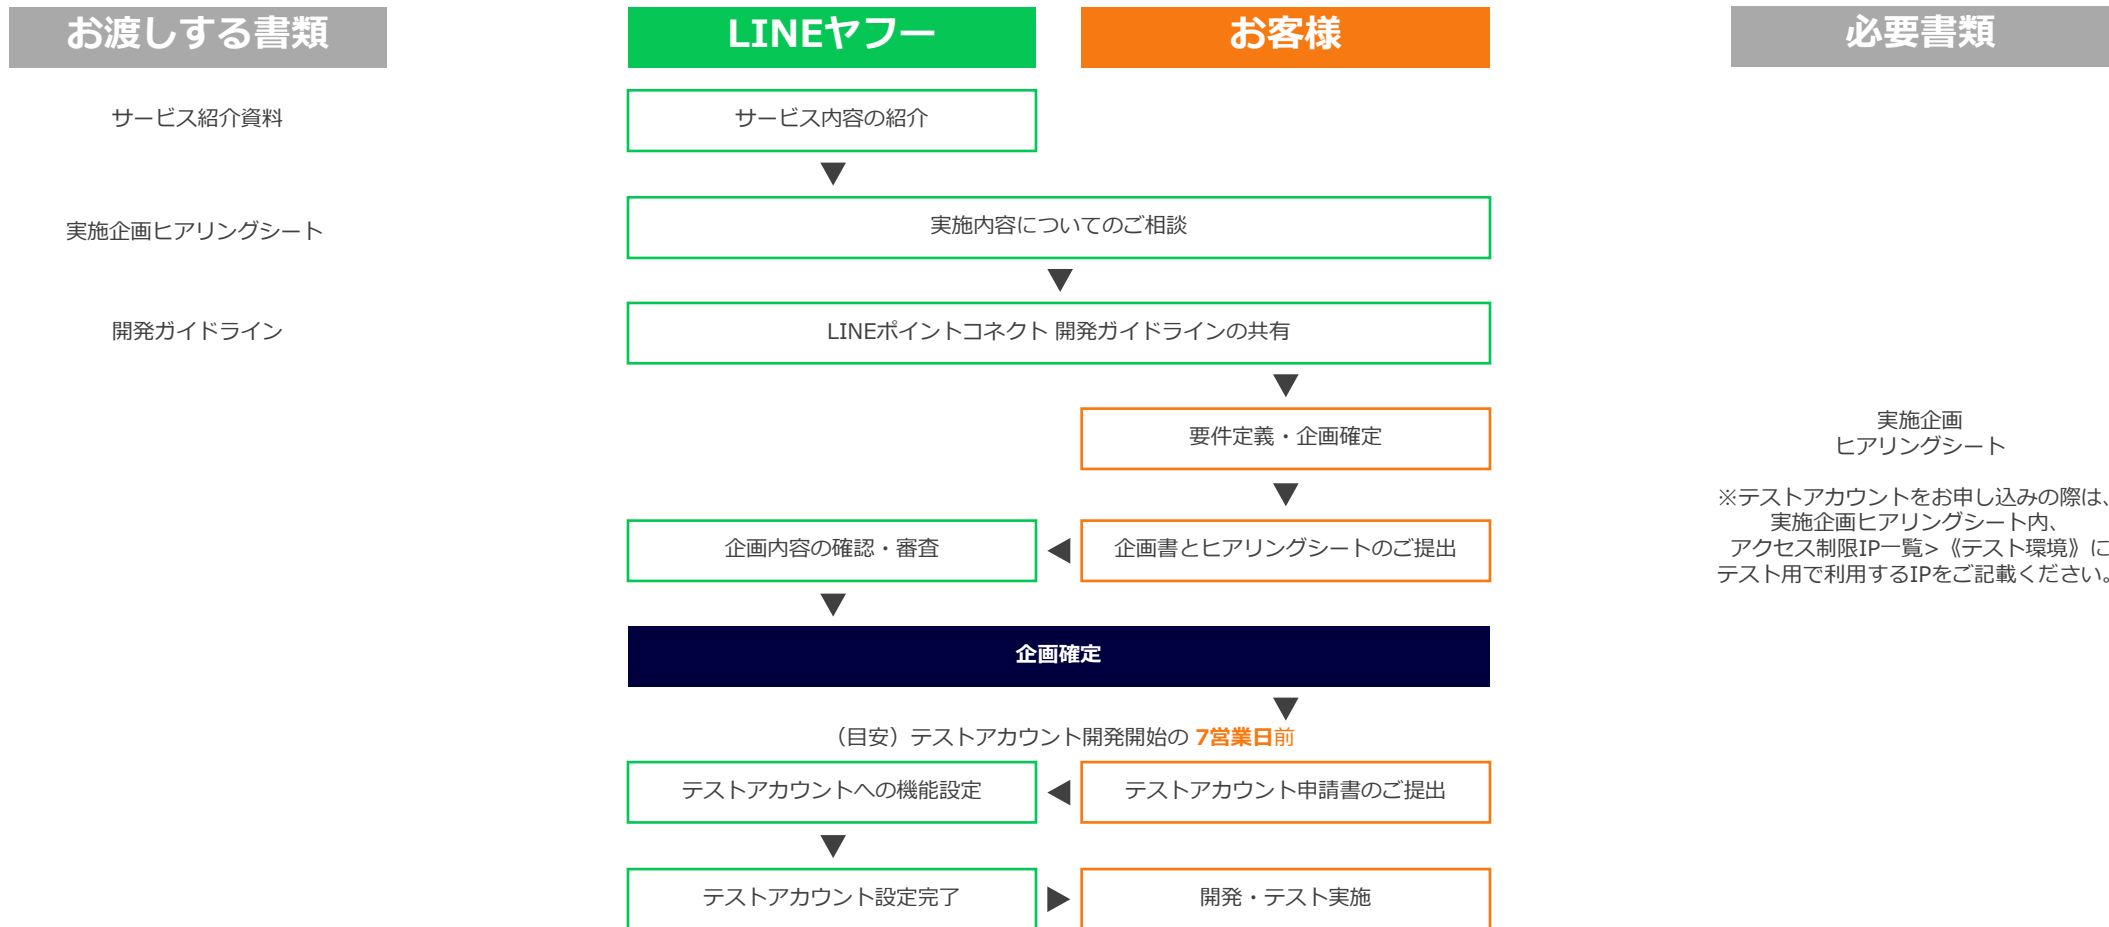 お渡しする書類
LINEヤフー
お客様
必要書類
サービス紹介資料
サービス内容の紹介
実施企画ヒアリングシート
実施内容についてのご相談
開発ガイドライン
LINEポイントコネクト 開発ガイドラインの共有
要件定義・企画確定
実施企画
ヒアリングシート
※テストアカウントをお申し込みの際は、
実施企画ヒアリングシート内、
アクセス制限IP一覧>《テスト環境》に
テスト用で利用するIPをご記載ください。
企画内容の確認・審査
企画書とヒアリングシートのご提出
企画確定
（目安）テストアカウント開発開始の 7営業日前
テストアカウントへの機能設定
テストアカウント申請書のご提出
テストアカウント設定完了
開発・テスト実施